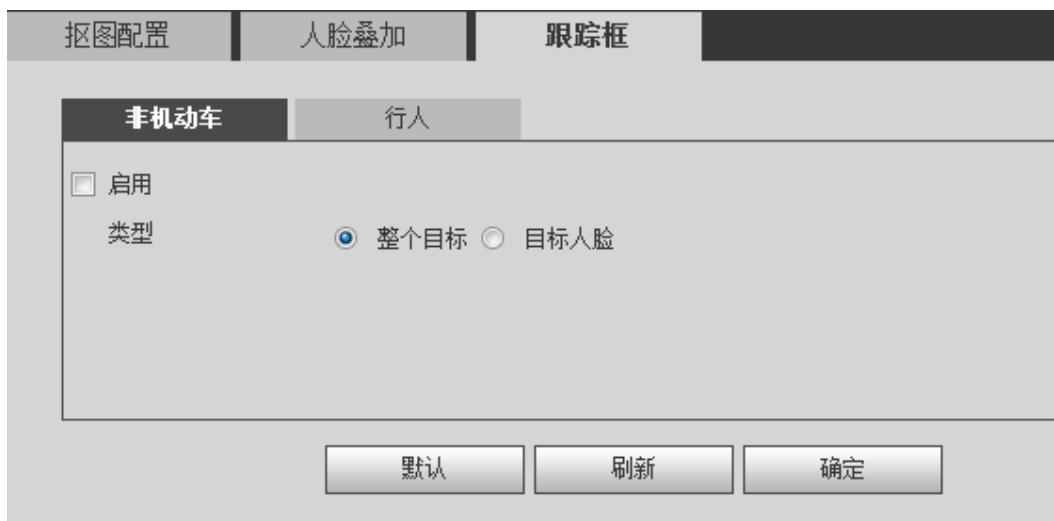 抠图配置 人脸叠加 跟踪框
非机动车 行人
启用
类型 整个目标 目标人脸
默认 刷新 确定